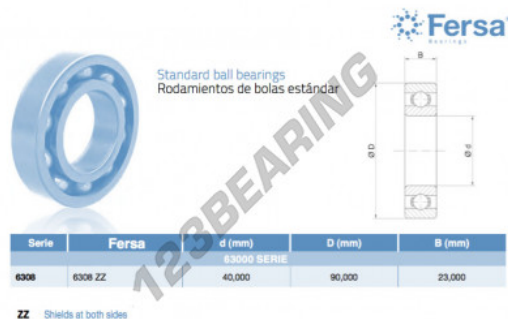 Fersa
Bearings
Standard ball bearings
Rodamientos de bolas estándar
B
Ø D
Ø d
123BEARING
Serie Fersa d (mm) D (mm) B (mm)
63000 SERIE
6308 6308 ZZ 40,000 90,000 23,000
ZZ Shields at both sides